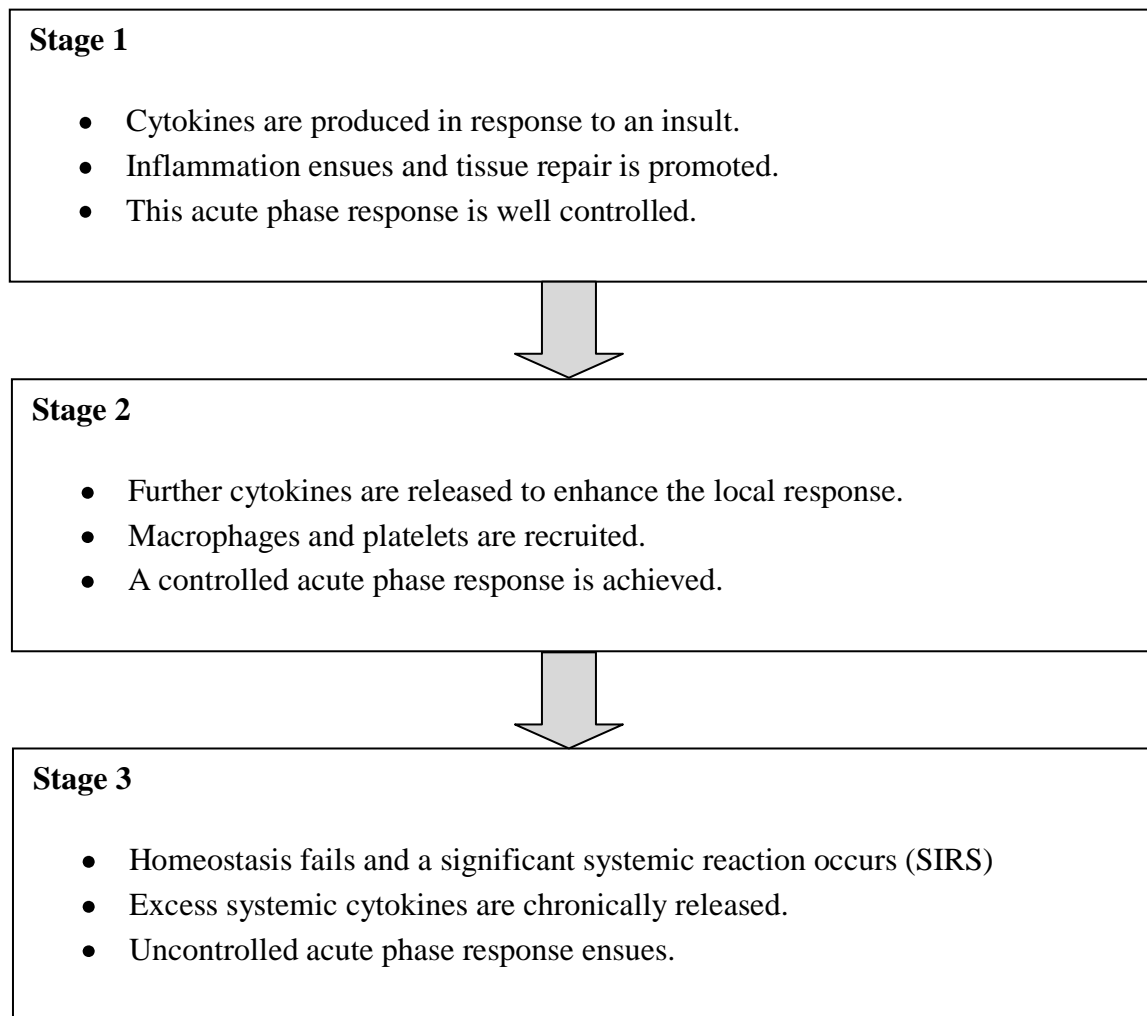 Stage 1
• Cytokines are produced in response to an insult.
• Inflammation ensues and tissue repair is promoted.
• This acute phase response is well controlled.
Stage 2
• Further cytokines are released to enhance the local response.
• Macrophages and platelets are recruited.
• A controlled acute phase response is achieved.
Stage 3
• Homeostasis fails and a significant systemic reaction occurs (SIRS)
• Excess systemic cytokines are chronically released.
• Uncontrolled acute phase response ensues.